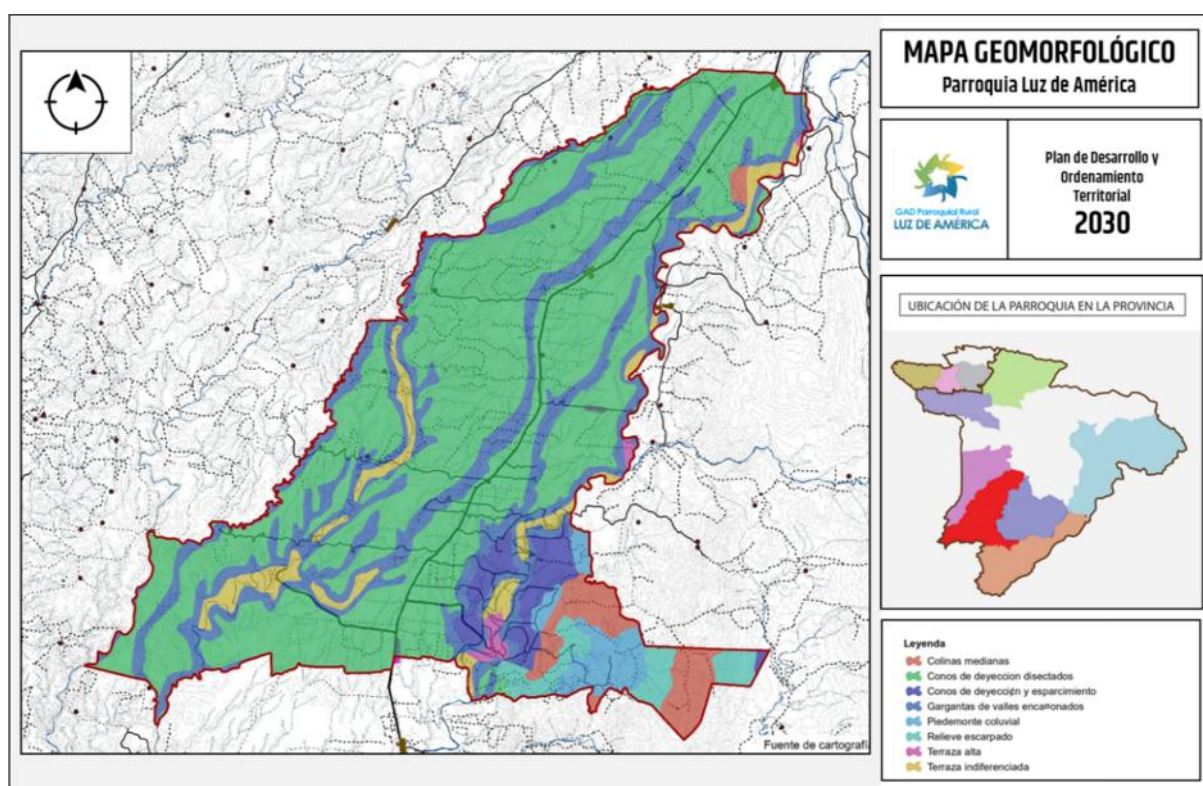 MAPA GEOMORFOLÓGICO
Parroquia Luz de América
GAD Parroquial Rural
LUZ DE AMÉRICA
Plan de Desarrollo y
Ordenamiento
Territorial
2030
UBICACIÓN DE LA PARROQUIA EN LA PROVINCIA
Leyenda
Colinas medianas
Conos de deyeccion disectados
Conos de deyección y esparcimiento
Gargantas de valles encañonados
Piedemonte coluvial
Relieve escarpado
Terraza alta
Terraza indiferenciada
Fuente de cartografí